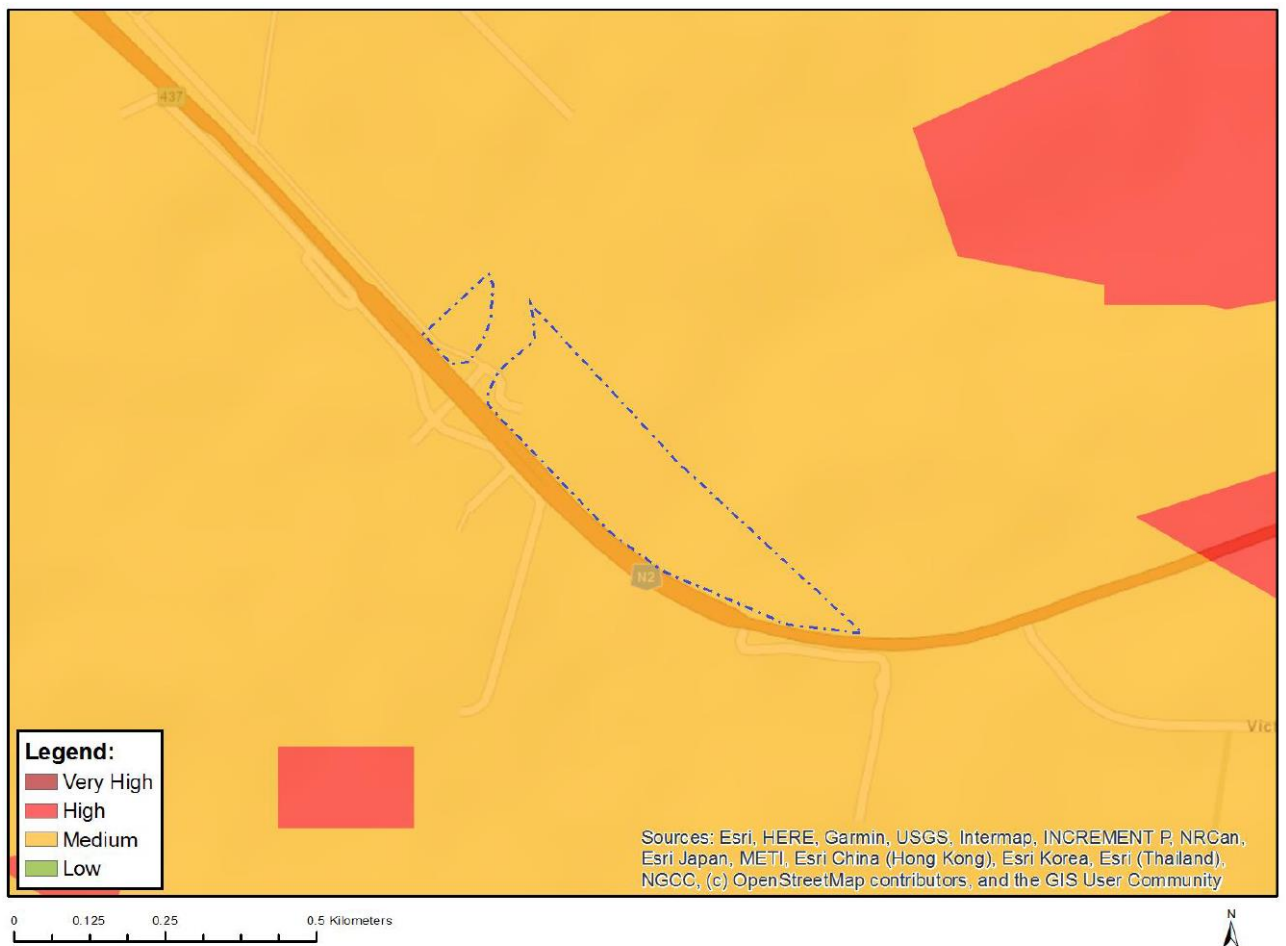 437
N2
Vict
Legend:
Very High
High
Medium
Low
Sources: Esri, HERE, Garmin, USGS, Intermap, INCREMENT P, NRCan,
Esri Japan, METI, Esri China (Hong Kong), Esri Korea, Esri (Thailand),
NGCC, (c) OpenStreetMap contributors, and the GIS User Community
0 0.125 0.25 0.5 Kilometers
N